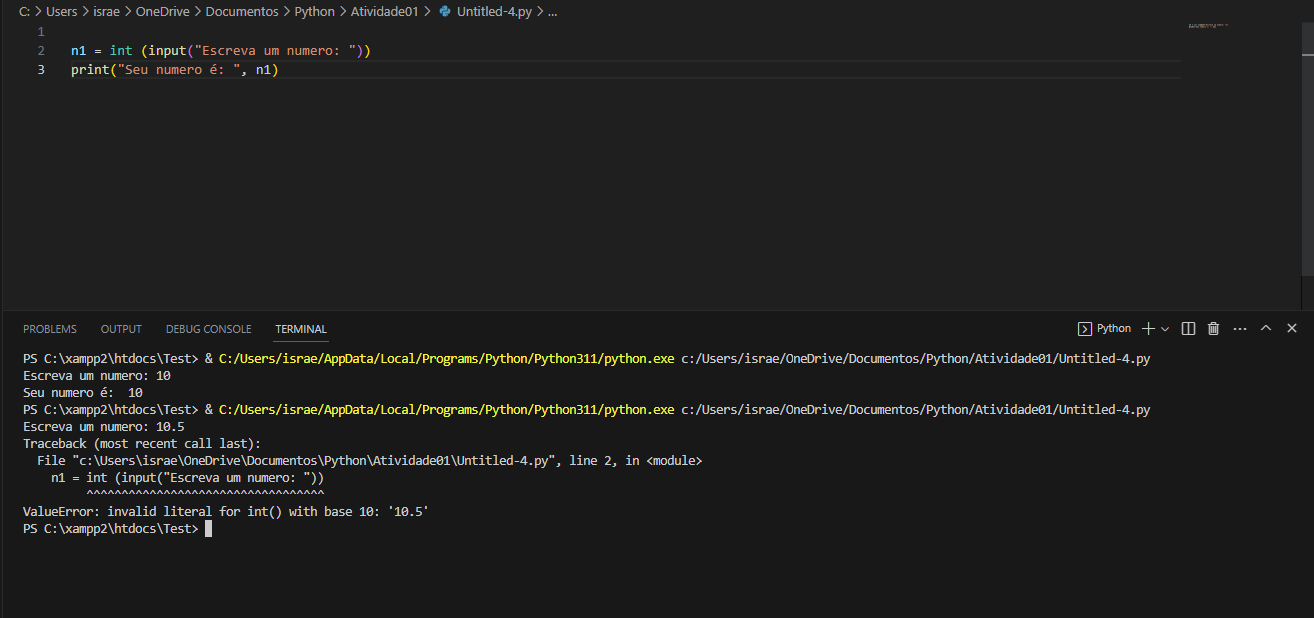 C: > Users > israe > OneDrive > Documentos > Python > Atividade01 > Untitled-4.py > ...
1
2 n1 = int (input("Escreva um numero: "))
3 print("Seu numero é: ", n1)
PROBLEMS OUTPUT DEBUG CONSOLE TERMINAL Python
PS C:\xampp2\htdocs\Test> & C:/Users/israe/AppData/Local/Programs/Python/Python311/python.exe c:/Users/israe/OneDrive/Documentos/Python/Atividade01/Untitled-4.py
Escreva um numero: 10
Seu numero é:  10
PS C:\xampp2\htdocs\Test> & C:/Users/israe/AppData/Local/Programs/Python/Python311/python.exe c:/Users/israe/OneDrive/Documentos/Python/Atividade01/Untitled-4.py
Escreva um numero: 10.5
Traceback (most recent call last):
  File "c:\Users\israe\OneDrive\Documentos\Python\Atividade01\Untitled-4.py", line 2, in <module>
    n1 = int (input("Escreva um numero: "))
         ^^^^^^^^^^^^^^^^^^^^^^^^^^^^^^^^^^
ValueError: invalid literal for int() with base 10: '10.5'
PS C:\xampp2\htdocs\Test>